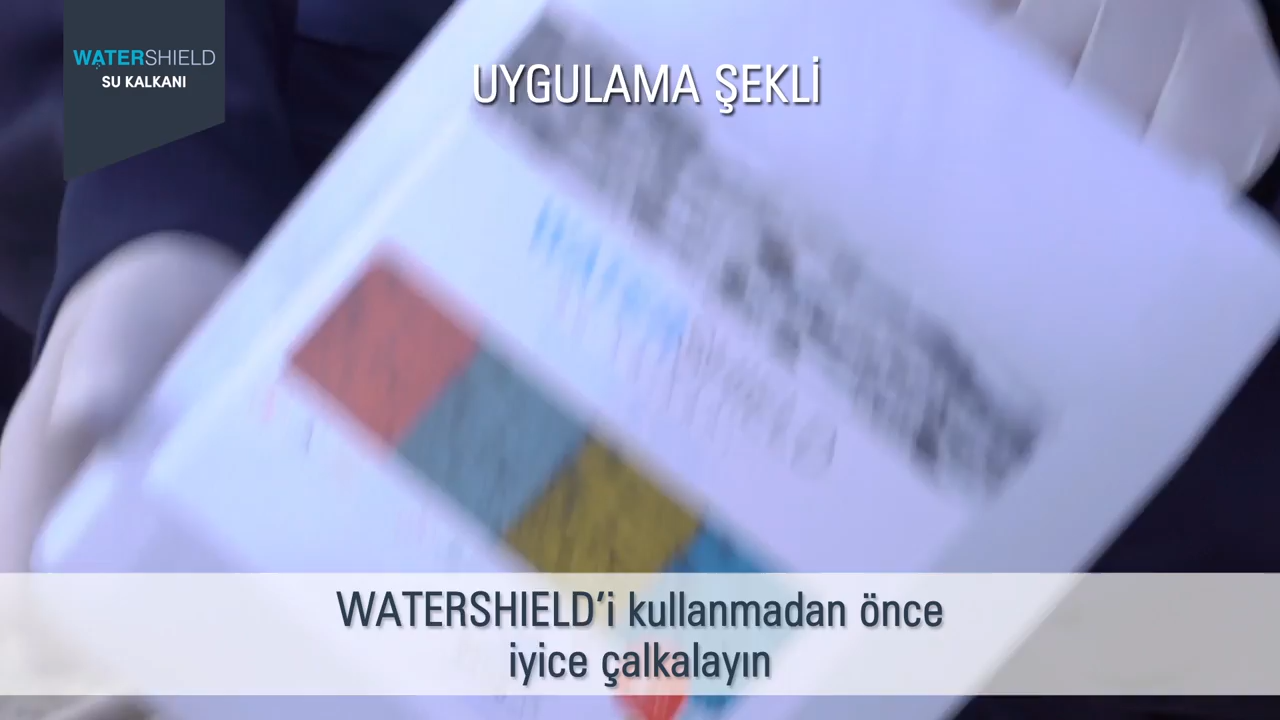 WATERSHIELD
SU KALKANI
UYGULAMA ŞEKLİ
WATERSHIELD’i kullanmadan önce
iyice çalkalayın